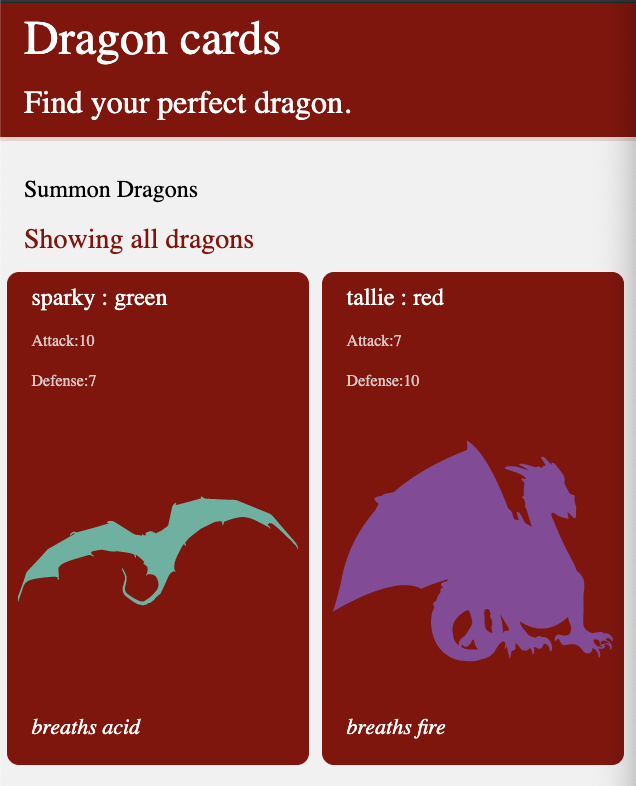 Dragon cards
Find your perfect dragon.
Summon Dragons
Showing all dragons
sparky : green
Attack:10
Defense:7
breaths acid
tallie : red
Attack:7
Defense:10
breaths fire